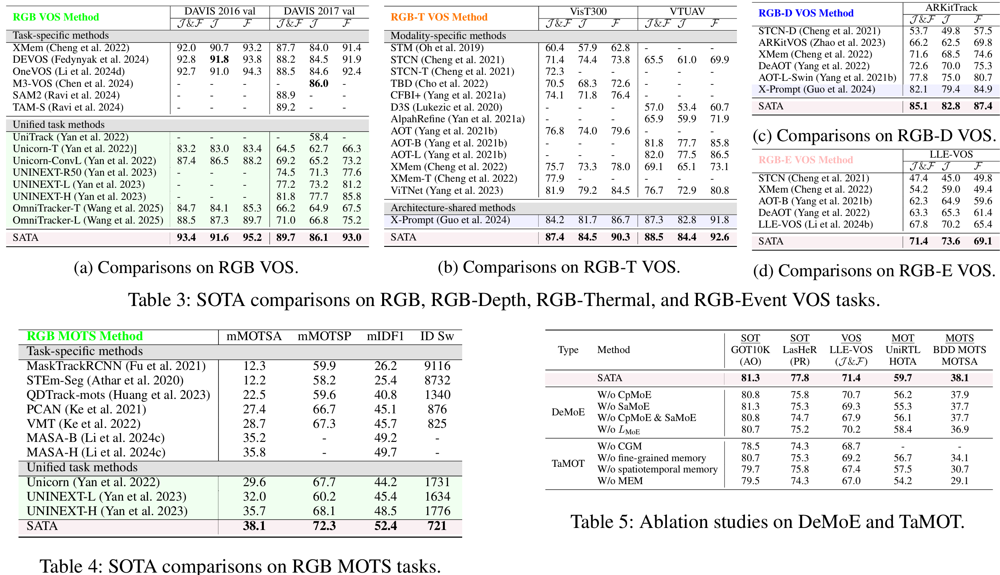 RGB VOS Method DAVIS 2016 val DAVIS 2017 val
J&F J F J&F J F
Task-specific methods
XMem (Cheng et al. 2022) 92.0 90.7 93.2 87.7 84.0 91.4
DEVOS (Fedynyak et al. 2024) 92.8 91.8 93.8 88.2 84.5 91.9
OneVOS (Li et al. 2024d) 92.7 91.0 94.3 88.5 84.6 92.4
M3-VOS (Chen et al. 2024) - - - - 86.0 -
SAM2 (Ravi et al. 2024) - - - 88.9 - -
TAM-S (Ravi et al. 2024) - - - 89.2 - -
Unified task methods
UniTrack (Yan et al. 2022) - - - - 58.4 -
Unicorn-T (Yan et al. 2022)] 83.2 83.0 83.4 64.5 62.7 66.3
Unicorn-ConvL (Yan et al. 2022) 87.4 86.5 88.2 69.2 65.2 73.2
UNINEXT-R50 (Yan et al. 2023) - - - 74.5 71.3 77.6
UNINEXT-L (Yan et al. 2023) - - - 77.2 73.2 81.2
UNINEXT-H (Yan et al. 2023) - - - 81.8 77.7 85.8
OmniTracker-T (Wang et al. 2025) 84.7 84.1 85.3 66.2 64.9 67.5
OmniTracker-L (Wang et al. 2025) 88.5 87.3 89.7 71.0 66.8 75.2
SATA 93.4 91.6 95.2 89.7 86.1 93.0
(a) Comparisons on RGB VOS.
RGB-T VOS Method VisT300 VTUAV
J&F J F J&F J F
Modality-specific methods
STM (Oh et al. 2019) 60.4 57.9 62.8 - - -
STCN (Cheng et al. 2021) 71.4 74.4 73.8 65.5 61.0 69.9
STCN-T (Cheng et al. 2021) 72.3 - - - - -
TBD (Cho et al. 2022) 70.5 68.3 72.6 - - -
CFBI+ (Yang et al. 2021a) 74.1 71.8 76.4 - - -
D3S (Lukezic et al. 2020) - - - 57.0 53.4 60.7
AlpahRefine (Yan et al. 2021a) - - - 65.9 59.9 71.9
AOT (Yang et al. 2021b) 76.8 74.0 79.6 - - -
AOT-B (Yang et al. 2021b) - - - 81.8 77.7 85.8
AOT-L (Yang et al. 2021b) - - - 82.0 77.5 86.5
XMem (Cheng et al. 2022) 75.7 73.3 78.0 69.1 65.1 73.1
XMem-T (Cheng et al. 2022) 77.9 - - - - -
ViTNet (Yang et al. 2023) 81.9 79.2 84.5 76.7 72.9 80.8
Architecture-shared methods
X-Prompt (Guo et al. 2024) 84.2 81.7 86.7 87.3 82.8 91.8
SATA 87.4 84.5 90.3 88.5 84.4 92.6
(b) Comparisons on RGB-T VOS.
RGB-D VOS Method ARKitTrack
J&F J F
STCN-D (Cheng et al. 2021) 53.7 49.8 57.5
ARKitVOS (Zhao et al. 2023) 66.2 62.5 69.8
XMem (Cheng et al. 2022) 71.6 68.5 74.6
DeAOT (Yang et al. 2022) 72.6 70.0 75.3
AOT-L-Swin (Yang et al. 2021b) 77.8 75.0 80.7
X-Prompt (Guo et al. 2024) 82.1 79.4 84.9
SATA 85.1 82.8 87.4
(c) Comparisons on RGB-D VOS.
RGB-E VOS Method LLE-VOS
J&F J F
STCN (Cheng et al. 2021) 47.4 45.0 49.8
XMem (Cheng et al. 2022) 54.2 59.0 49.4
AOT-B (Yang et al. 2021b) 62.3 64.9 59.6
DeAOT (Yang et al. 2022) 63.3 65.3 61.4
LLE-VOS (Li et al. 2024b) 67.8 70.2 65.4
SATA 71.4 73.6 69.1
(d) Comparisons on RGB-E VOS.
Table 3: SOTA comparisons on RGB, RGB-Depth, RGB-Thermal, and RGB-Event VOS tasks.
RGB MOTS Method mMOTSA mMOTSP mIDF1 ID Sw
Task-specific methods
MaskTrackRCNN (Fu et al. 2021) 12.3 59.9 26.2 9116
STEm-Seg (Athar et al. 2020) 12.2 58.2 25.4 8732
QDTrack-mots (Huang et al. 2023) 22.5 59.6 40.8 1340
PCAN (Ke et al. 2021) 27.4 66.7 45.1 876
VMT (Ke et al. 2022) 28.7 67.3 45.7 825
MASA-B (Li et al. 2024c) 35.2 - 49.2 -
MASA-H (Li et al. 2024c) 35.8 - 49.7 -
Unified task methods
Unicorn (Yan et al. 2022) 29.6 67.7 44.2 1731
UNINEXT-L (Yan et al. 2023) 32.0 60.2 45.4 1634
UNINEXT-H (Yan et al. 2023) 35.7 68.1 48.5 1776
SATA 38.1 72.3 52.4 721
Table 4: SOTA comparisons on RGB MOTS tasks.
SOT SOT VOS MOT MOTS
Type Method GOT10K LasHeR LLE-VOS UniRTL BDD MOTS
(AO) (PR) (J&F) HOTA MOTSA
SATA 81.3 77.8 71.4 59.7 38.1
W/o CpMoE 80.8 75.8 70.7 56.2 37.9
W/o SaMoE 81.3 75.3 69.3 55.3 37.7
DeMoE
W/o CpMoE & SaMoE 80.8 74.7 67.9 56.1 37.7
W/o LMoE 80.7 75.2 70.2 58.4 36.9
W/o CGM 78.5 74.3 68.7 - -
W/o fine-grained memory 80.7 75.3 69.2 56.7 34.1
TaMOT
W/o spatiotemporal memory 79.7 75.8 67.4 57.5 30.7
W/o MEM 79.5 74.3 67.0 54.2 29.1
Table 5: Ablation studies on DeMoE and TaMOT.